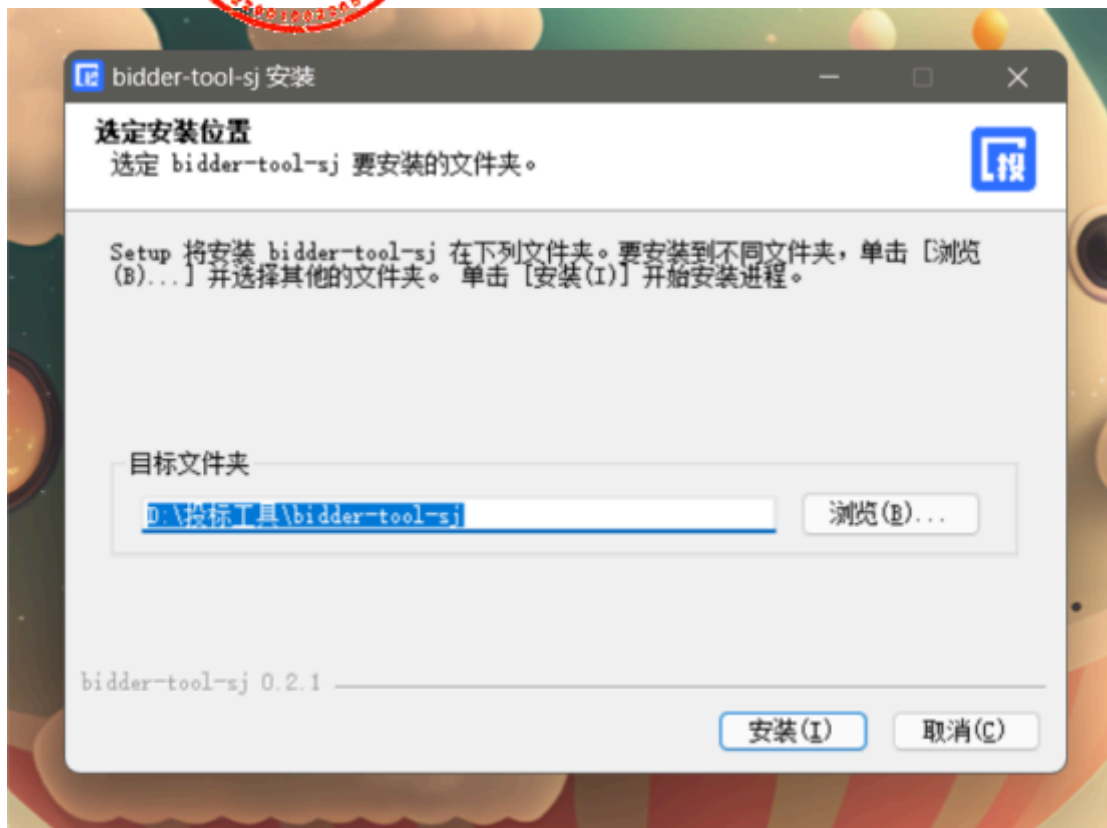 bidder-tool-sj 安装
选定安装位置
选定 bidder-tool-sj 要安装的文件夹。
投
Setup 将安装 bidder-tool-sj 在下列文件夹。要安装到不同文件夹，单击 [浏览
(B)...] 并选择其他的文件夹。 单击 [安装(I)] 开始安装进程。
目标文件夹
D:\投标工具\bidder-tool-sj
浏览(B)...
bidder-tool-sj 0.2.1
安装(I)
取消(C)